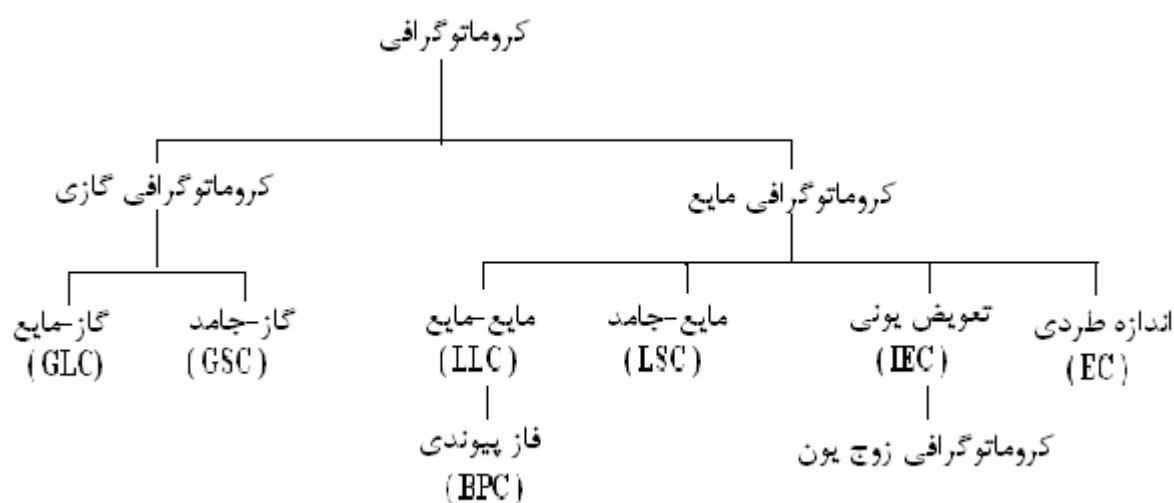 کروماتوگرافی
کروماتوگرافی مایع
کروماتوگرافی گازی
اندازه طردی
(EC)
تعویض یونی
(IEC)
مایع-جامد
(LSC)
مایع-مایع
(LLC)
گاز-جامد
(GSC)
گاز-مایع
(GLC)
کروماتوگرافی زوج یون
فاز پیوندی
(BPC)